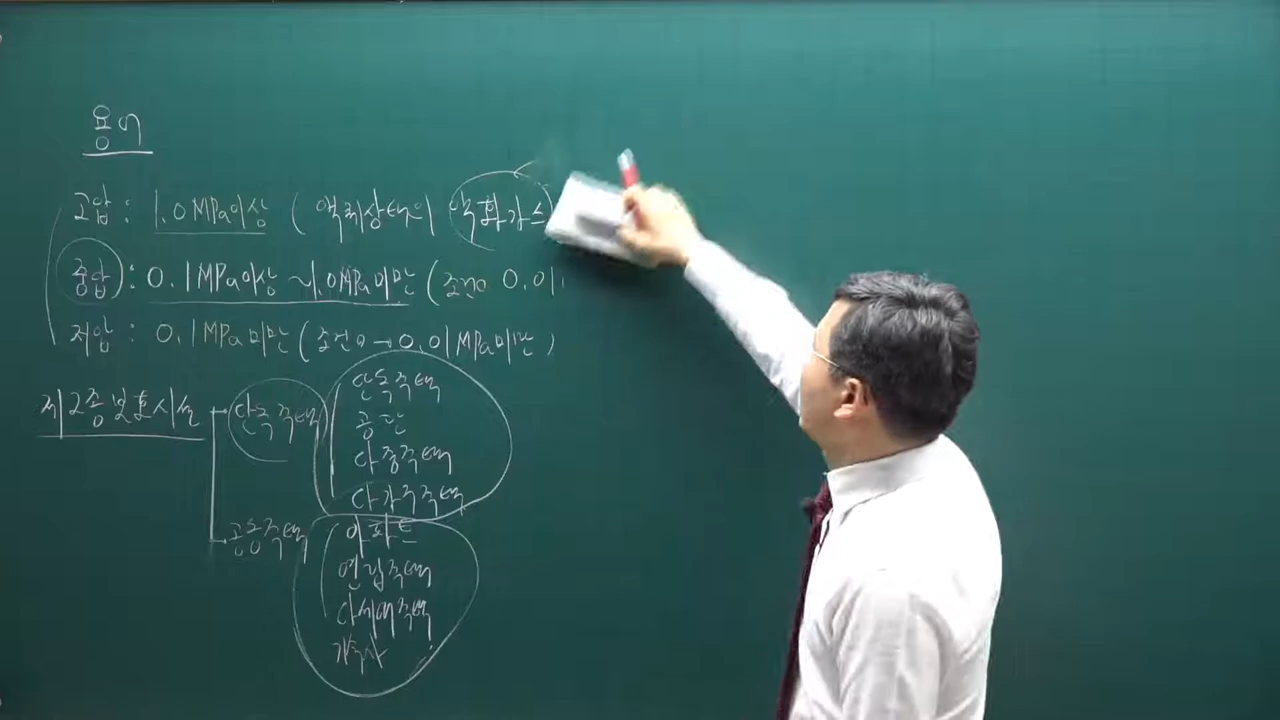 용어
고압 : 1.0MPa이상 ( 액체상태의 액화가스
중압 : 0.1MPa이상 ~1.0MPa미만 ( 조건 0.01
저압 : 0.1MPa미만 ( 조건 → 0.01MPa미만 )
제2종보호시설
단독주택
단독주택
공관
다중주택
다가구주택
공동주택
아파트
연립주택
다세대주택
기숙사